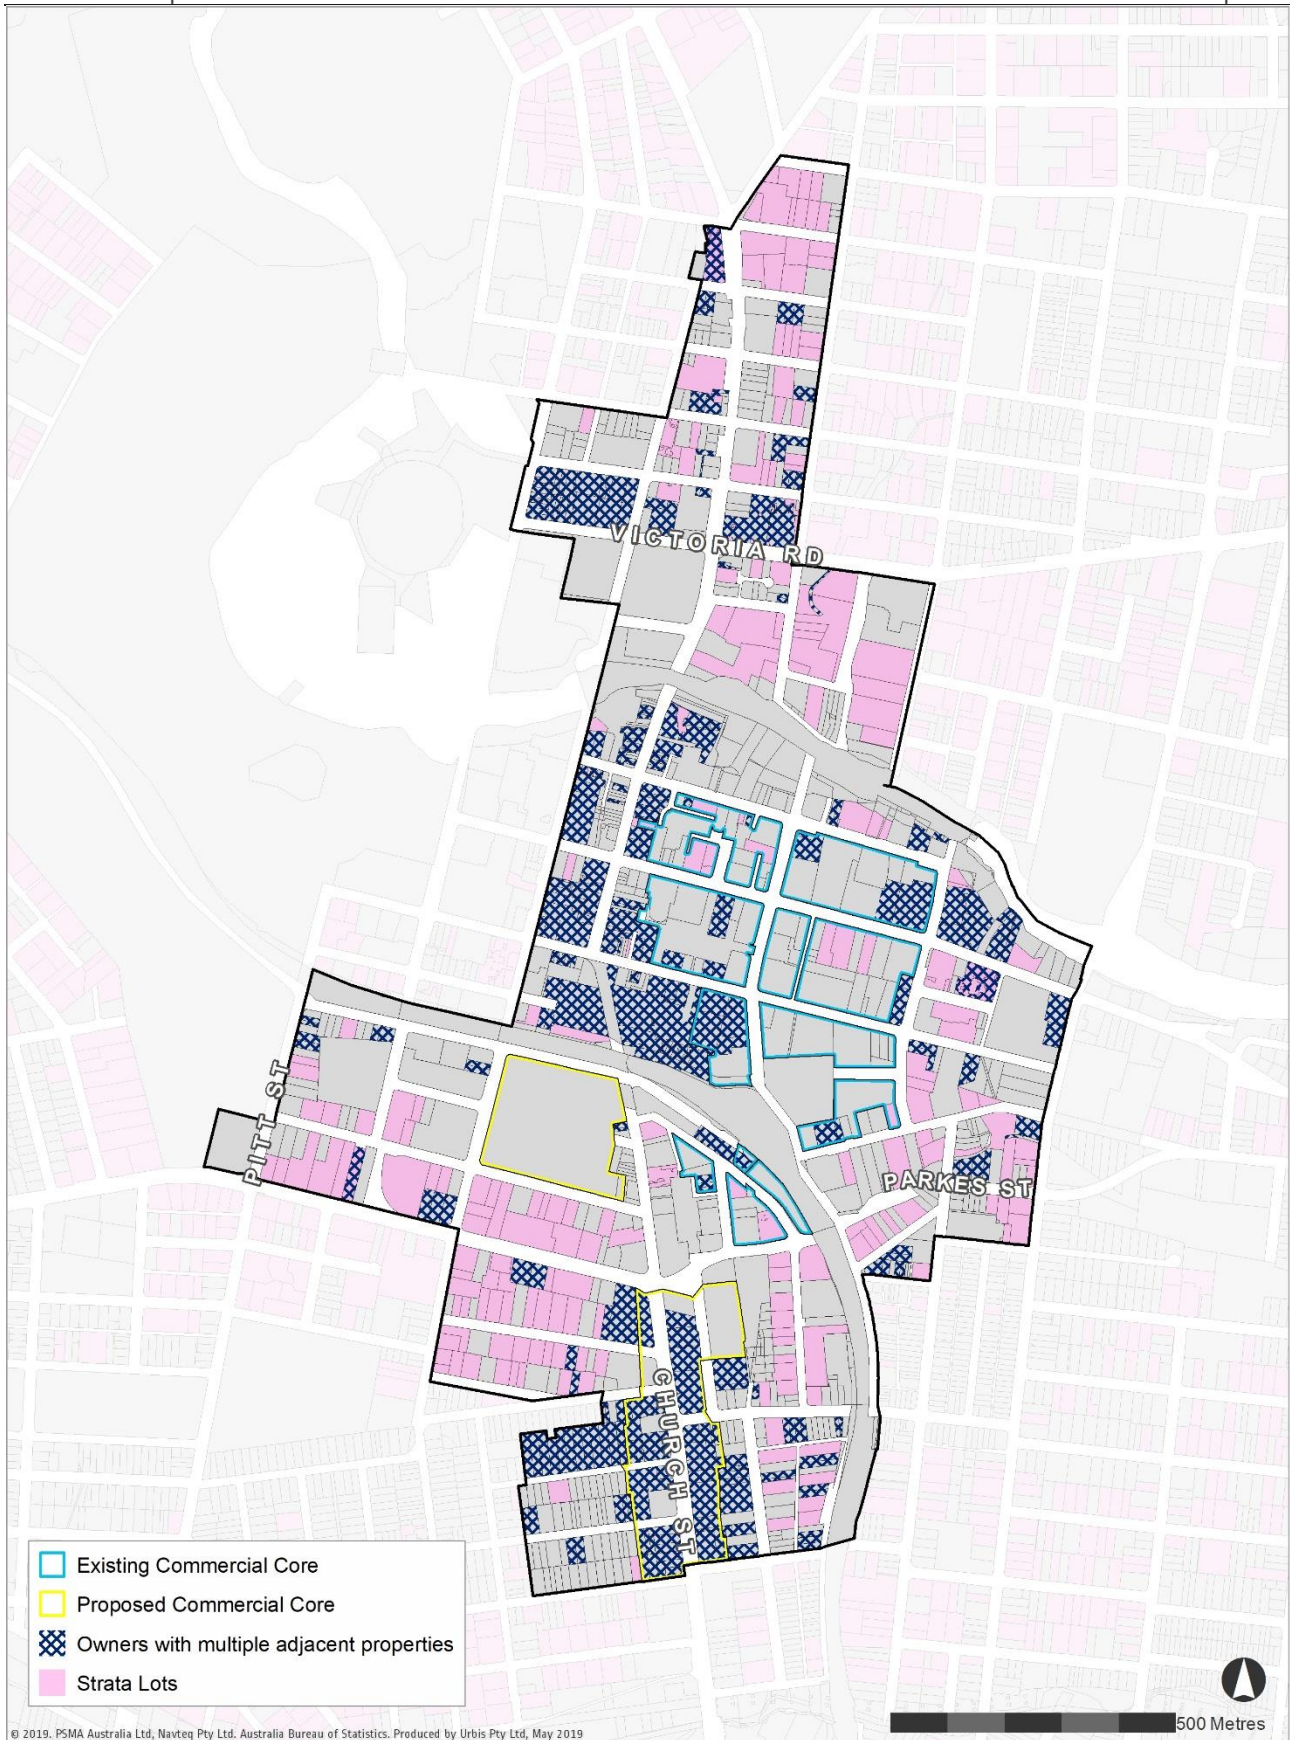 VICTORIA RD
PITT ST
PARKES ST
CHURCH ST
Existing Commercial Core
Proposed Commercial Core
Owners with multiple adjacent properties
Strata Lots
500 Metres
© 2019. PSMA Australia Ltd, Navteq Pty Ltd. Australia Bureau of Statistics. Produced by Urbis Pty Ltd, May 2019